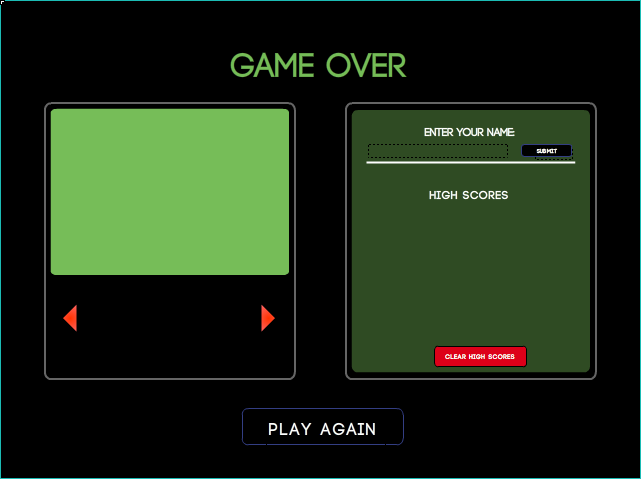 GAME OVER
ENTER YOUR NAME:
SUBMIT
HIGH SCORES
CLEAR HIGH SCORES
PLAY AGAIN